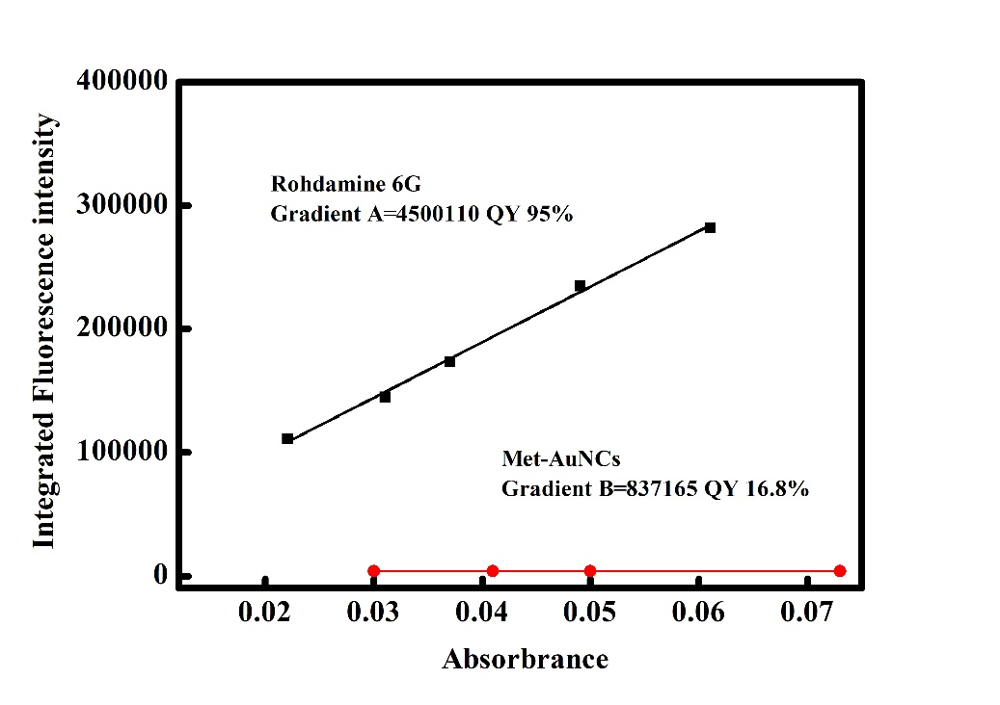 400000
300000
200000
100000
0
Integrated Fluorescence intensity
Rohdamine 6G
Gradient A=4500110 QY 95%
Met-AuNCs
Gradient B=837165 QY 16.8%
0.02 0.03 0.04 0.05 0.06 0.07
Absorbrance